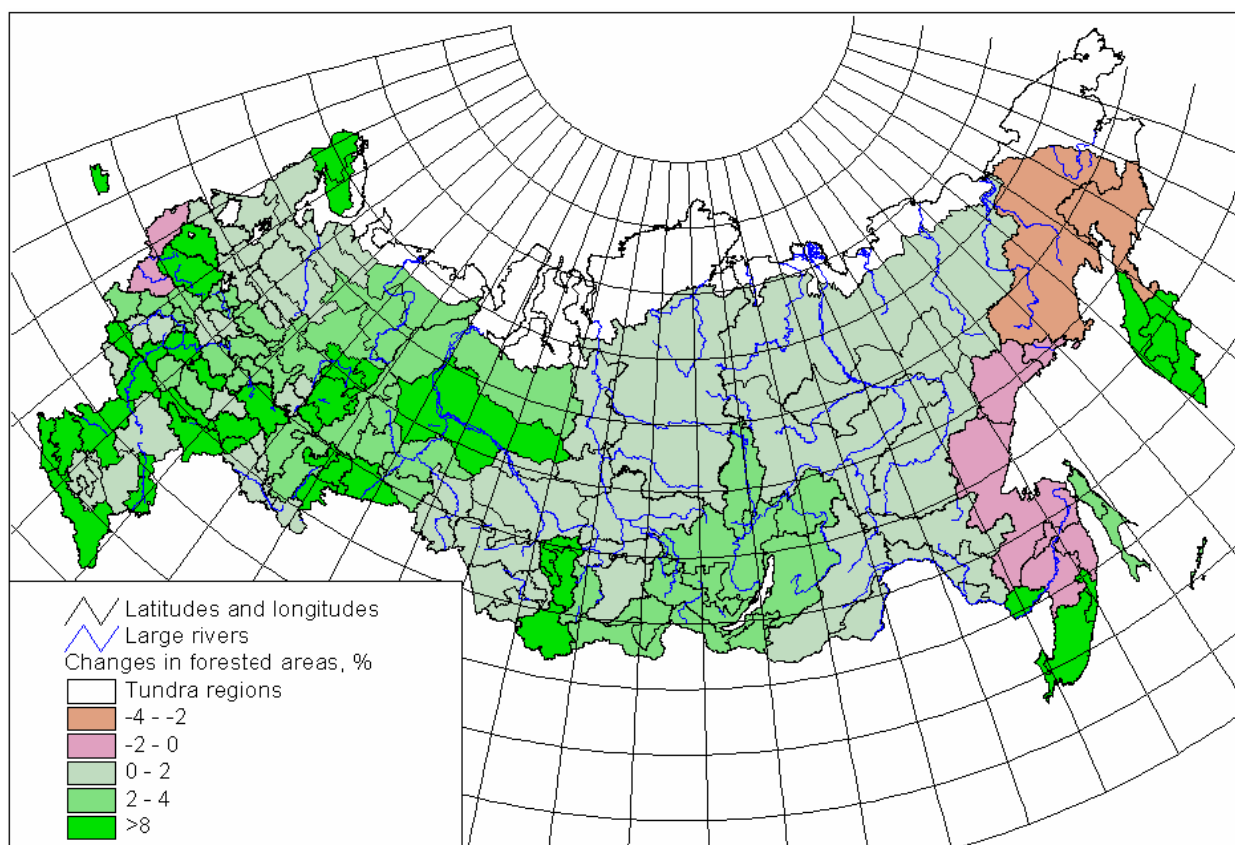 Latitudes and longitudes
Large rivers
Changes in forested areas, %
Tundra regions
-4 - -2
-2 - 0
0 - 2
2 - 4
>8